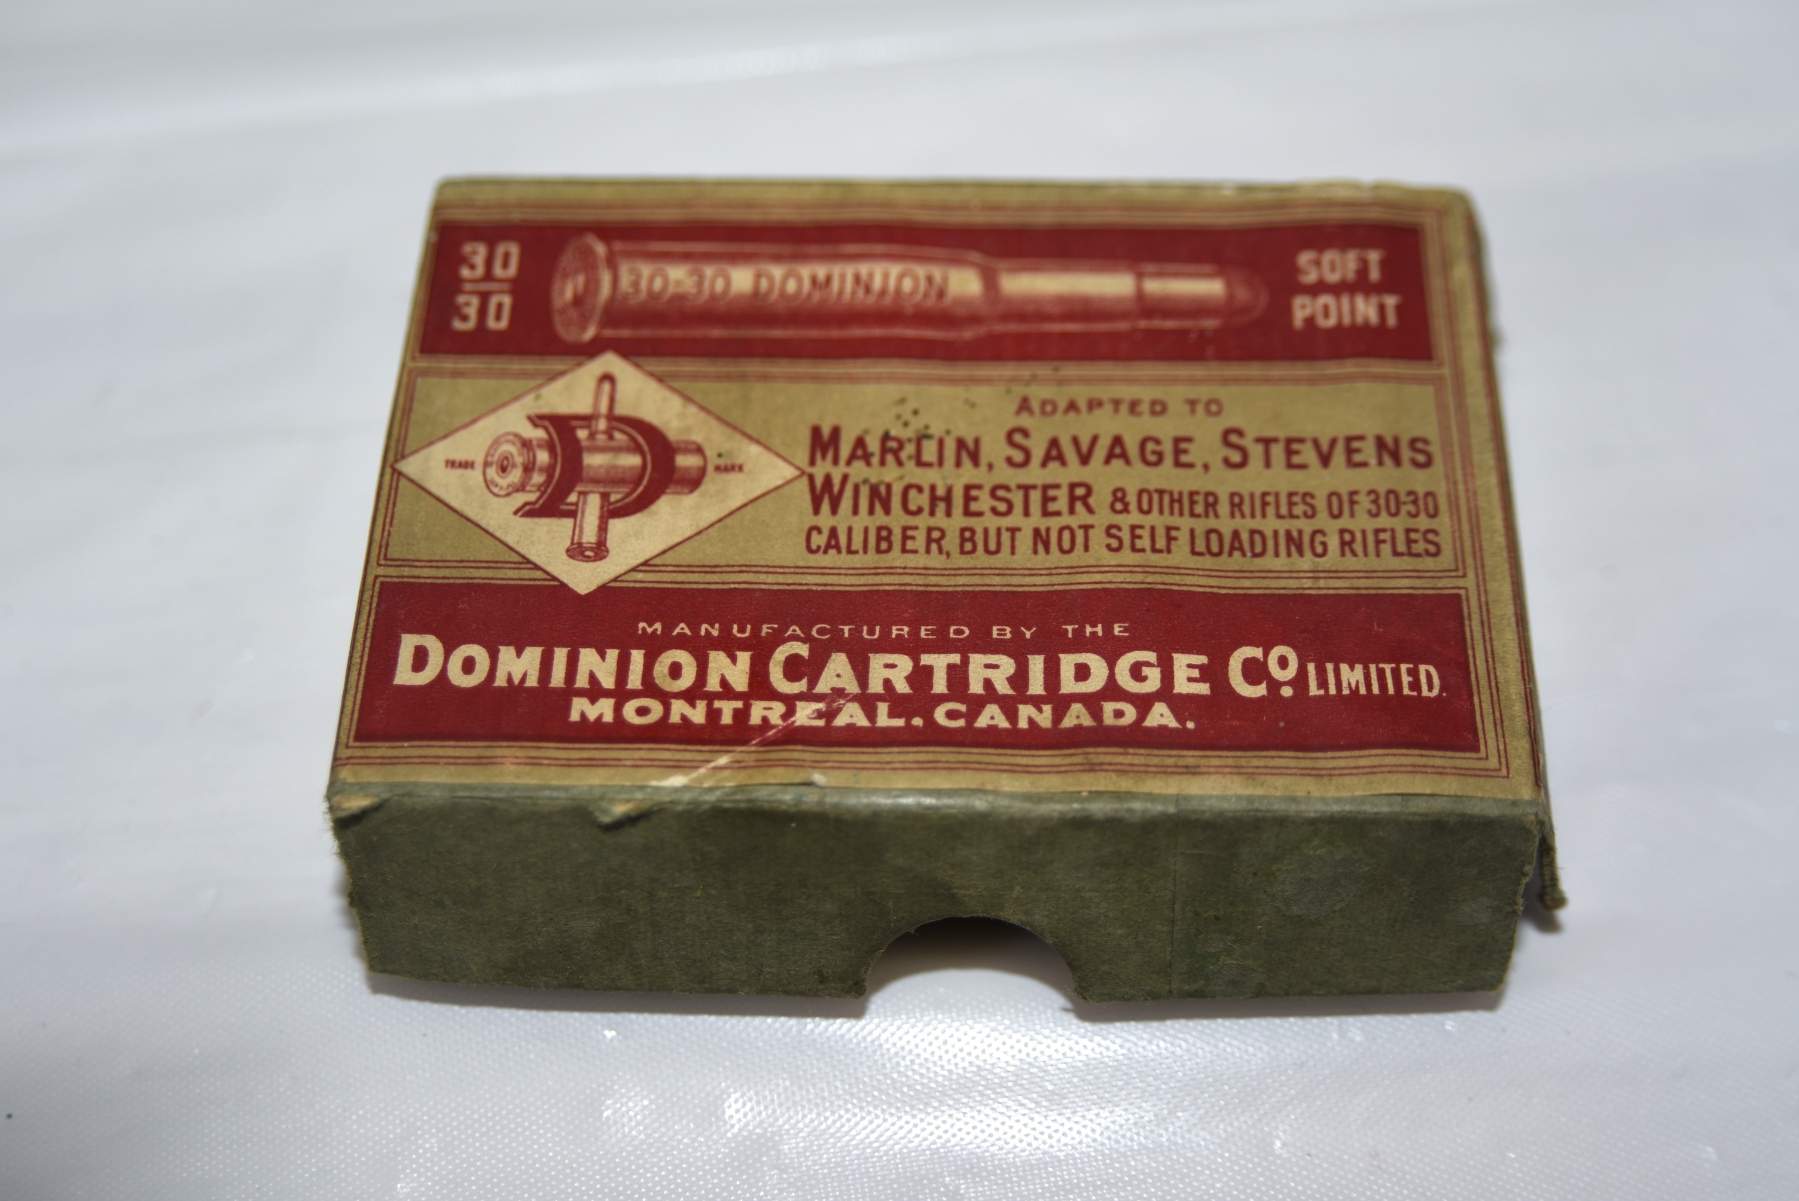 30
30
30-30 DOMINION
SOFT
POINT
TRADE
MARK
ADAPTED TO
MARLIN, SAVAGE, STEVENS
WINCHESTER & OTHER RIFLES OF 30-30
CALIBER, BUT NOT SELF LOADING RIFLES
MANUFACTURED BY THE
DOMINION CARTRIDGE CO. LIMITED.
MONTREAL, CANADA.